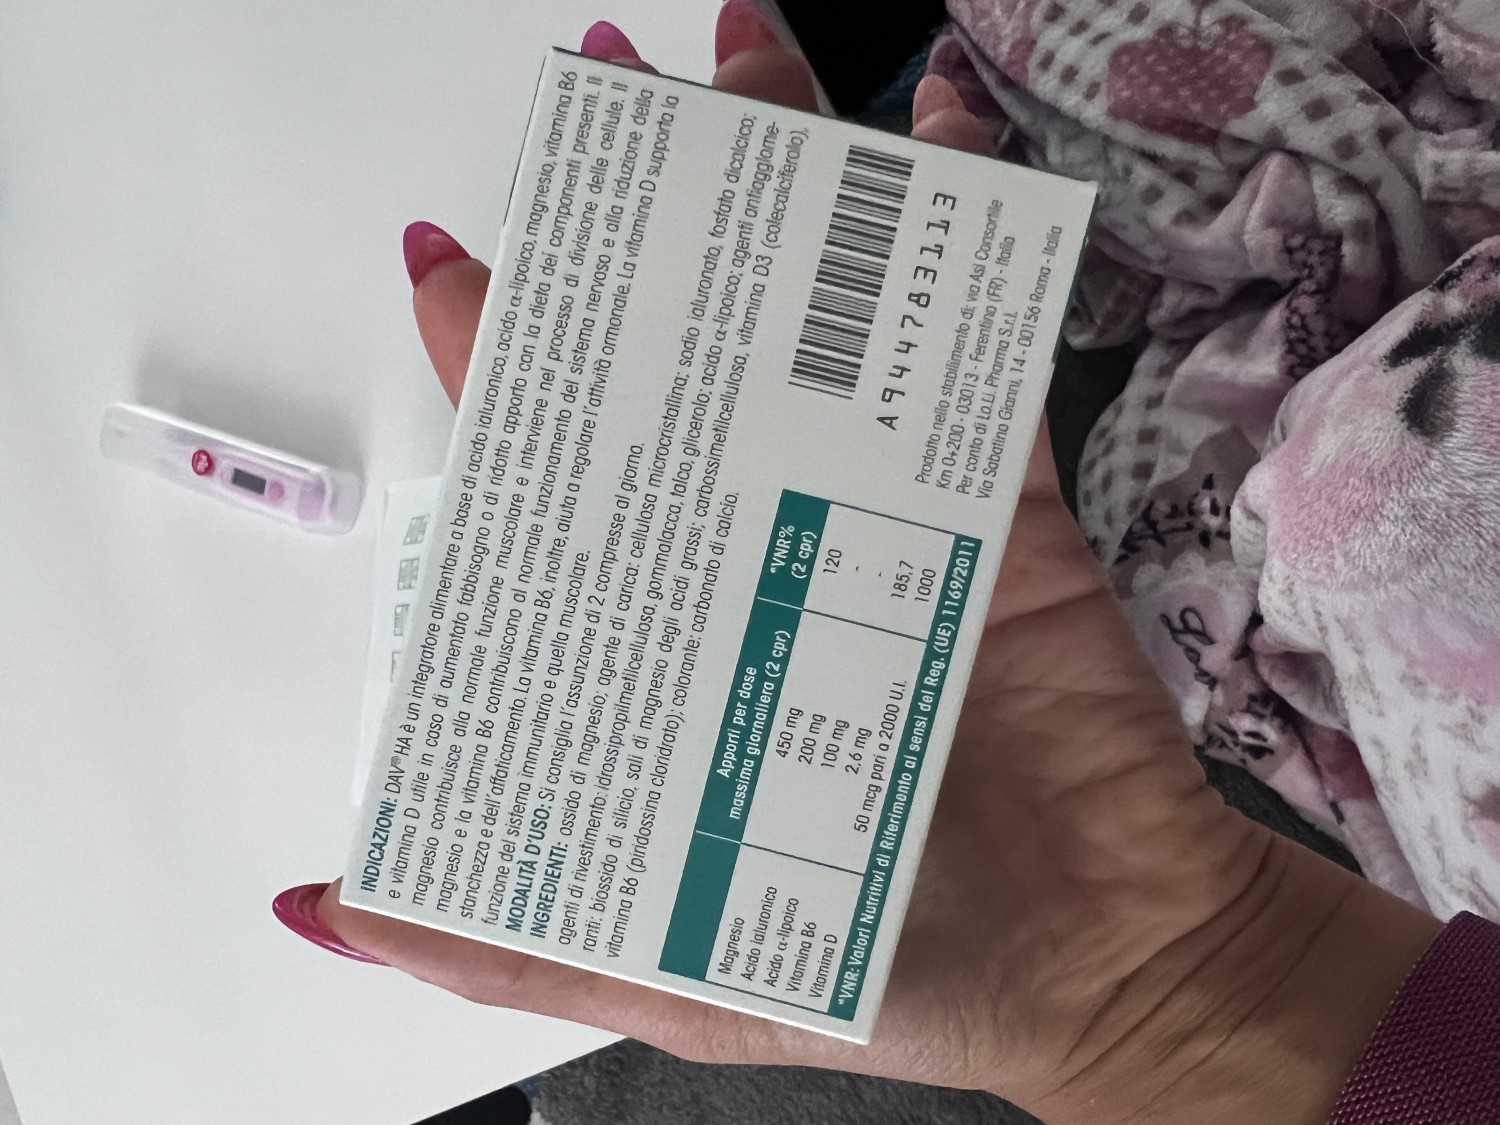 INDICAZIONI: DAV® HA è un integratore alimentare a base di acido ialuronico, acido α-lipoico, magnesio, vitamina B6
e vitamina D utile in caso di aumentato fabbisogno o di ridotto apporto con la dieta dei componenti presenti. Il
magnesio contribuisce alla normale funzione muscolare e interviene nel processo di divisione delle cellule. Il
magnesio e la vitamina B6 contribuiscono al normale funzionamento del sistema nervoso e alla riduzione della
stanchezza e dell'affaticamento. La vitamina B6, inoltre, aiuta a regolare l'attività ormonale. La vitamina D supporta la
funzione del sistema immunitario e quella muscolare.
MODALITÀ D'USO: Si consiglia l'assunzione di 2 compresse al giorno.
INGREDIENTI: ossido di magnesio; agente di carica: cellulosa microcristallina; sodio ialuronato, fosfato dicalcico;
agenti di rivestimento: idrossipropilmetilcellulosa, gommalacca, talco, glicerolo; acido α-lipoico; agenti antiagglome-
ranti: biossido di silicio, sali di magnesio degli acidi grassi; carbossimetilcellulosa, vitamina D3 (colecalciferolo),
vitamina B6 (piridossina cloridrato); colorante: carbonato di calcio.
Apporti per dose
massima giornaliera (2 cpr)
*VNR%
(2 cpr)
Magnesio 450 mg 120
Acido Ialuronico 200 mg -
Acido α-lipoico 100 mg -
Vitamina B6 2,6 mg 185,7
Vitamina D 50 mcg pari a 2000 U.I. 1000
*VNR: Valori Nutritivi di Riferimento ai sensi del Reg. (UE) 1169/2011
A944783113
Prodotto nello stabilimento di: via Asi Consortile
Km 0+200 - 03013 - Ferentino (FR) - Italia
Per conto di Lo.Li. Pharma S.r.l.
Via Sabatino Gianni, 14 - 00156 Roma - Italia
Love